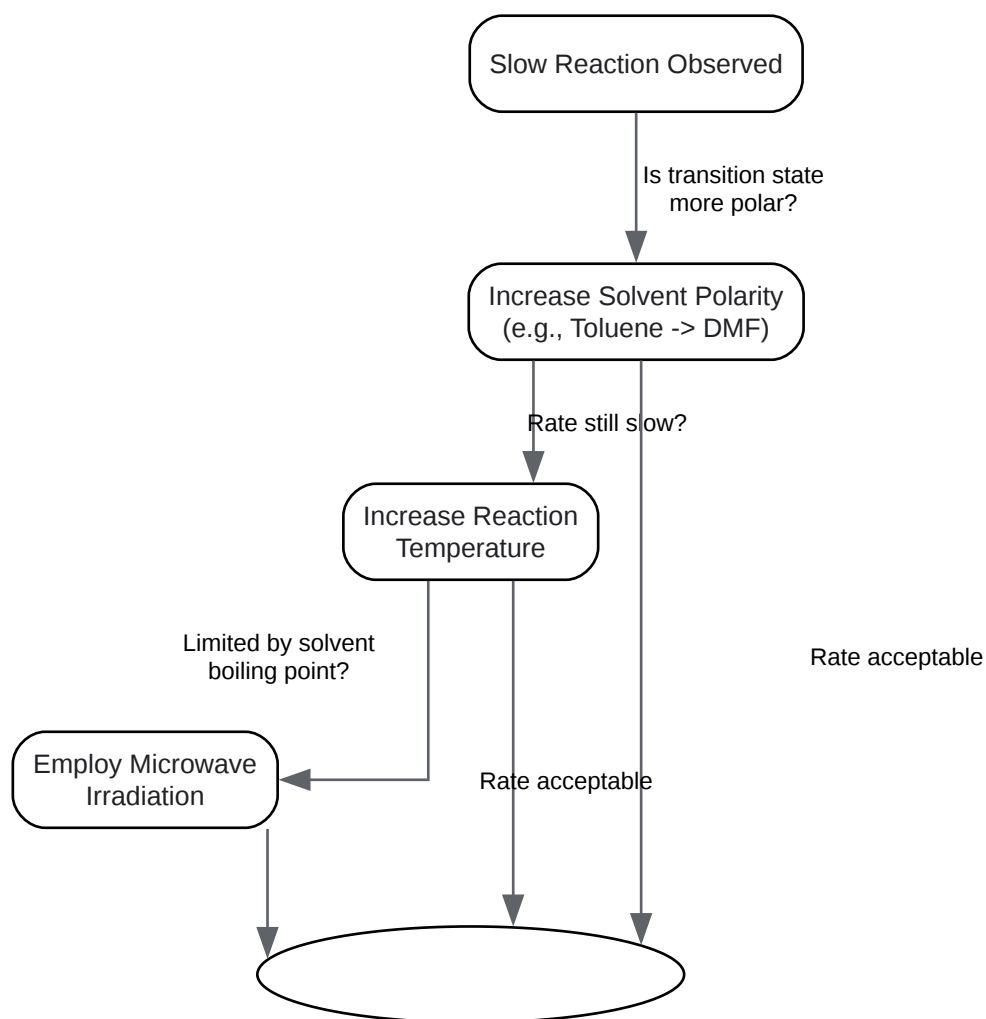 Slow Reaction Observed
Is transition state
more polar?
Increase Solvent Polarity
(e.g., Toluene -> DMF)
Rate still slow?
Increase Reaction
Temperature
Limited by solvent
boiling point?
Rate acceptable
Employ Microwave
Irradiation
Rate acceptable